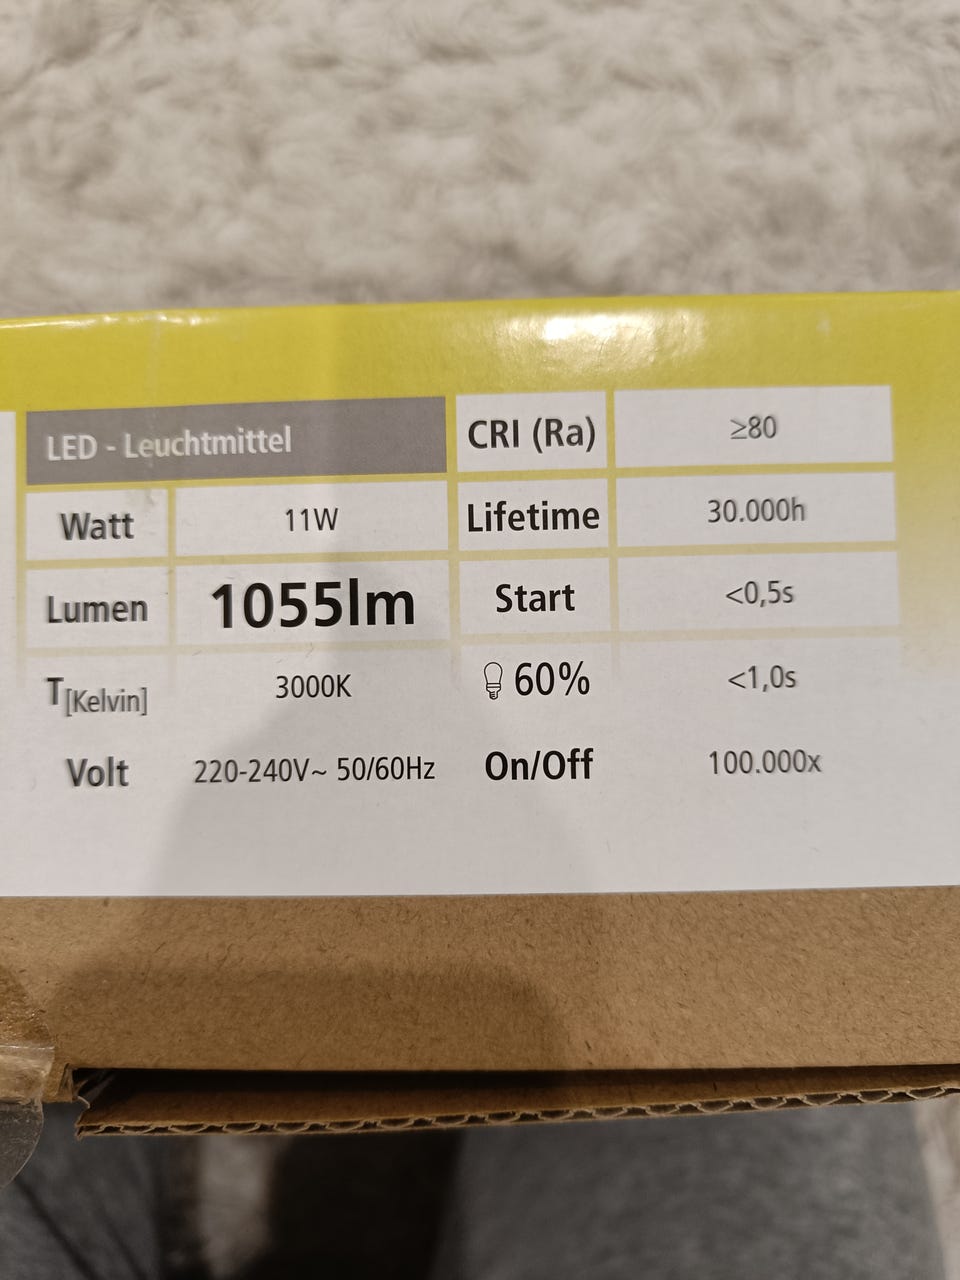 LED - Leuchtmittel
Watt 11W
Lumen 1055lm
T[Kelvin] 3000K
Volt 220-240V~ 50/60Hz
CRI (Ra) ≥80
Lifetime 30.000h
Start <0,5s
60% <1,0s
On/Off 100.000x